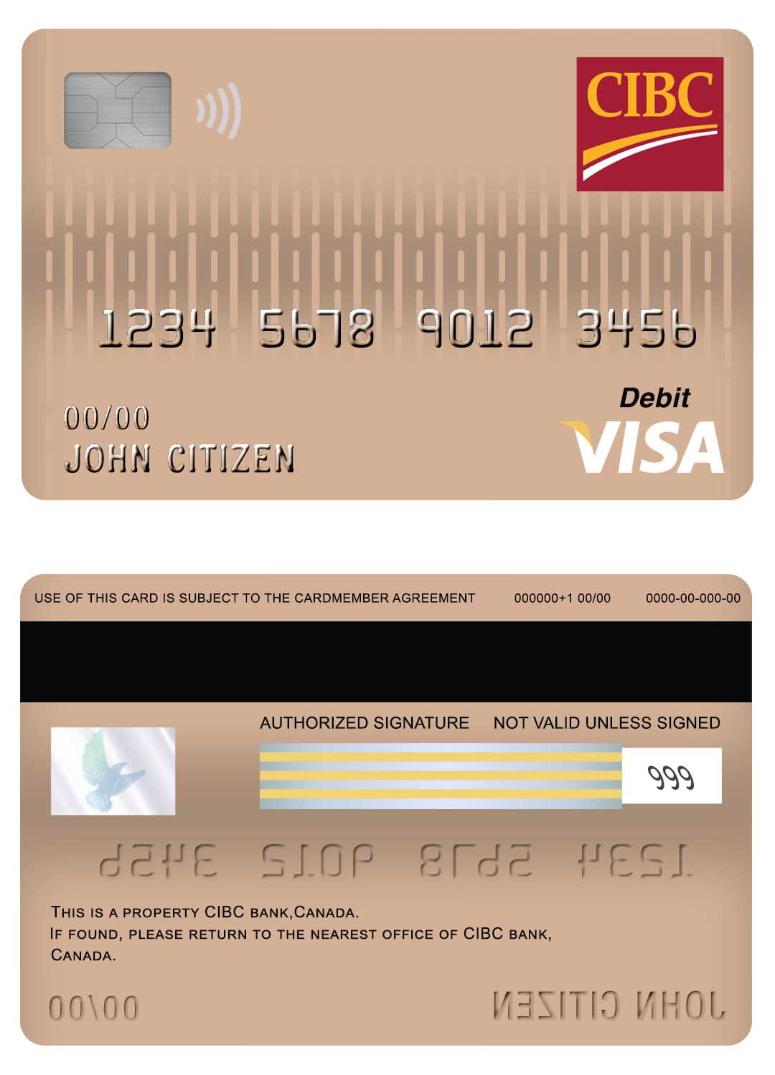 CIBC
1234 5678 9012 3456
Debit
00/00
VISA
JOHN CITIZEN
USE OF THIS CARD IS SUBJECT TO THE CARDMEMBER AGREEMENT 000000+1 00/00 0000-00-000-00
AUTHORIZED SIGNATURE NOT VALID UNLESS SIGNED
999
1234 5678 9012 3456
THIS IS A PROPERTY CIBC BANK,CANADA.
IF FOUND, PLEASE RETURN TO THE NEAREST OFFICE OF CIBC BANK,
CANADA.
00/00 JOHN CITIZEN